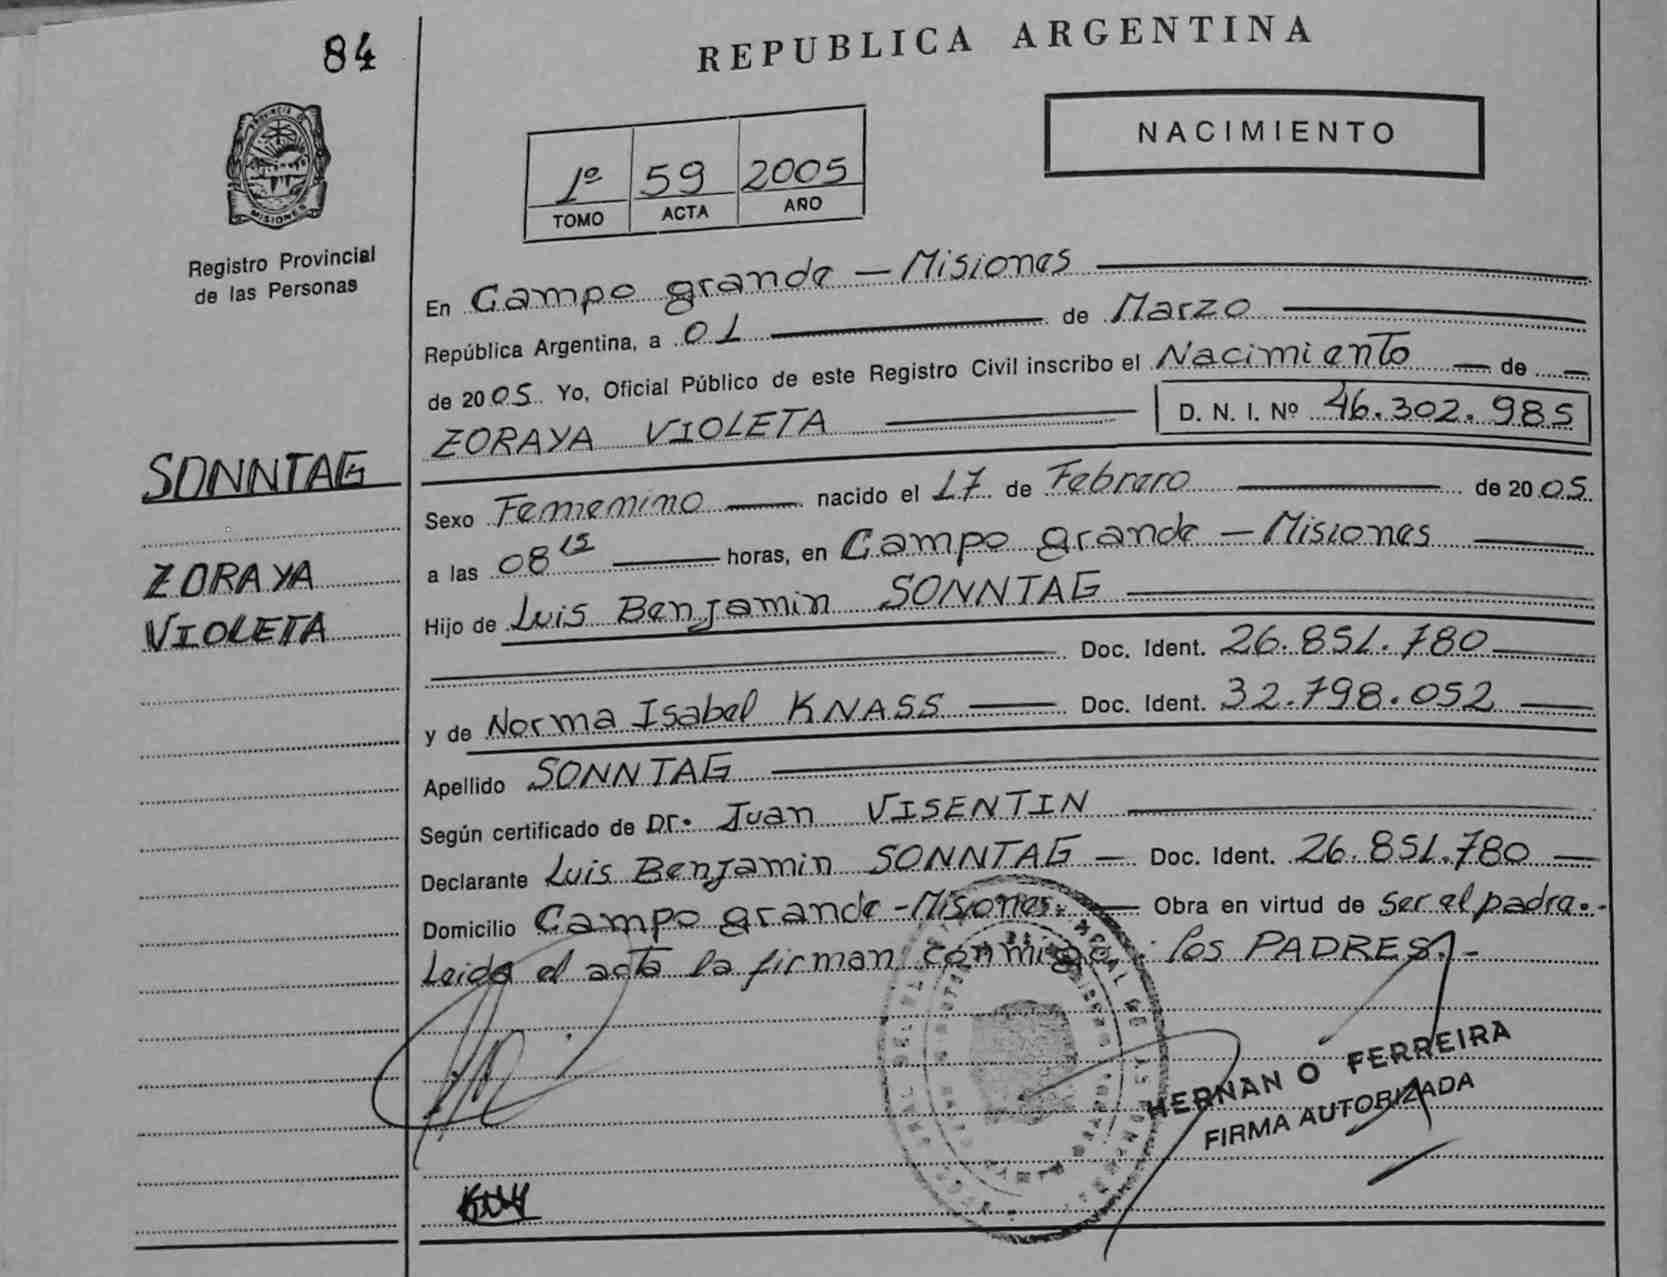 84
REPUBLICA ARGENTINA
NACIMIENTO
1º 59 2005
TOMO ACTA AÑO
MISIONES
Registro Provincial
de las Personas
En Campo grande - Misiones
República Argentina, a 01 de Marzo
de 2005 Yo, Oficial Público de este Registro Civil inscribo el Nacimiento de
ZORAYA VIOLETA D. N. I. Nº 46.302.985
SONNTAG
ZORAYA
VIOLETA
Sexo Femenino nacido el 17 de Febrero de 2005
a las 08 15 horas, en Campo grande - Misiones
Hijo de Luis Benjamin SONNTAG
Doc. Ident. 26.851.780
y de Norma Isabel KNASS Doc. Ident. 32.798.052
Apellido SONNTAG
Según certificado de Dr. Juan VISENTIN
Declarante Luis Benjamin SONNTAG Doc. Ident. 26.851.780
Domicilio Campo grande - Misiones. Obra en virtud de ser el padre.-
Leida el acta la firman conmigo: los PADRES.-
HERNAN O FERREIRA
FIRMA AUTORIZADA